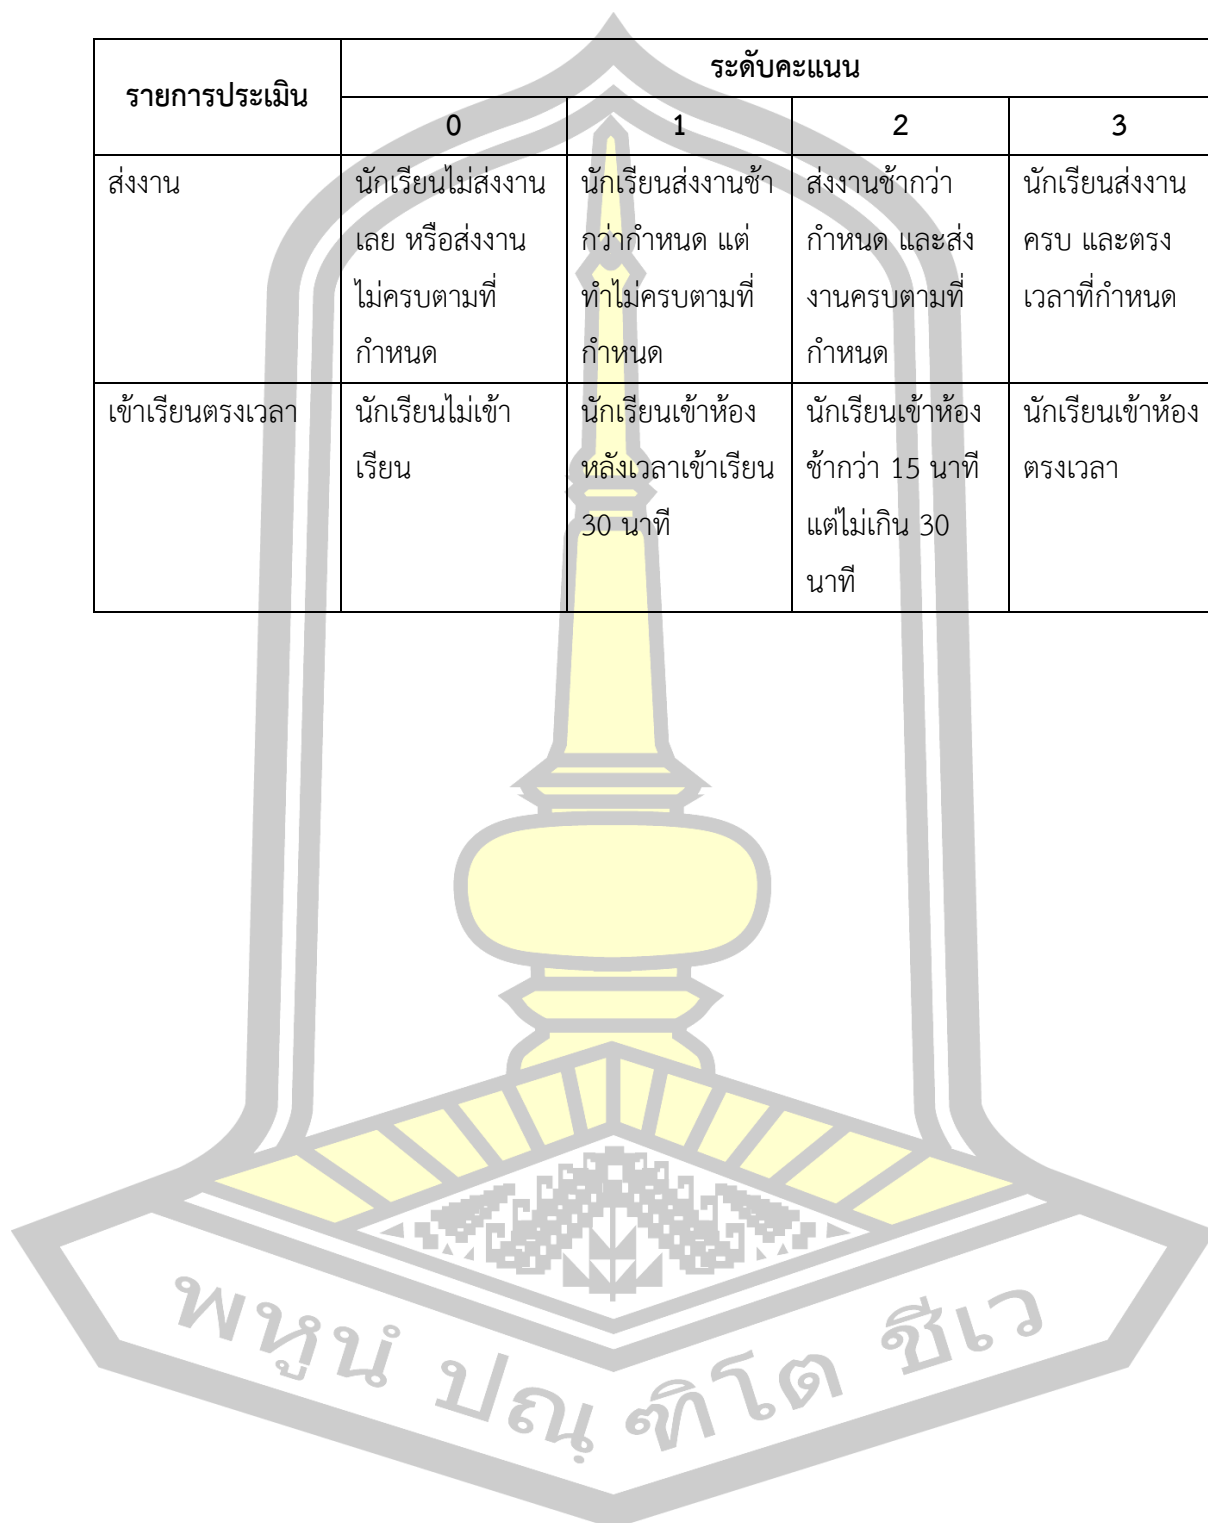 รายการประเมิน ระดับคะแนน
0 1 2 3
ส่งงาน
นักเรียนไม่ส่งงาน
เลย หรือส่งงาน
ไม่ครบตามที่
กำหนด
นักเรียนส่งงานช้า
กว่ากำหนด แต่
ทำไม่ครบตามที่
กำหนด
ส่งงานช้ากว่า
กำหนด และส่ง
งานครบตามที่
กำหนด
นักเรียนส่งงาน
ครบ และตรง
เวลาที่กำหนด
เข้าเรียนตรงเวลา
นักเรียนไม่เข้า
เรียน
นักเรียนเข้าห้อง
หลังเวลาเข้าเรียน
30 นาที
นักเรียนเข้าห้อง
ช้ากว่า 15 นาที
แต่ไม่เกิน 30
นาที
นักเรียนเข้าห้อง
ตรงเวลา
พหูนํ ปณฺฑิโต ชีเว